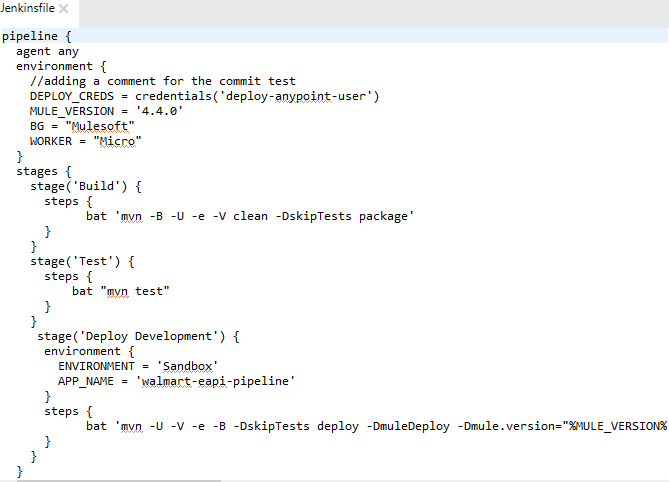 Jenkinsfile
pipeline {
  agent any
  environment {
    //adding a comment for the commit test
    DEPLOY_CREDS = credentials('deploy-anypoint-user')
    MULE_VERSION = '4.4.0'
    BG = "Mulesoft"
    WORKER = "Micro"
  }
  stages {
    stage('Build') {
      steps {
            bat 'mvn -B -U -e -V clean -DskipTests package'
      }
    }
    stage('Test') {
      steps {
          bat "mvn test"
      }
    }
     stage('Deploy Development') {
      environment {
        ENVIRONMENT = 'Sandbox'
        APP_NAME = 'walmart-eapi-pipeline'
      }
      steps {
            bat 'mvn -U -V -e -B -DskipTests deploy -DmuleDeploy -Dmule.version="%MULE_VERSION%
      }
    }
  }